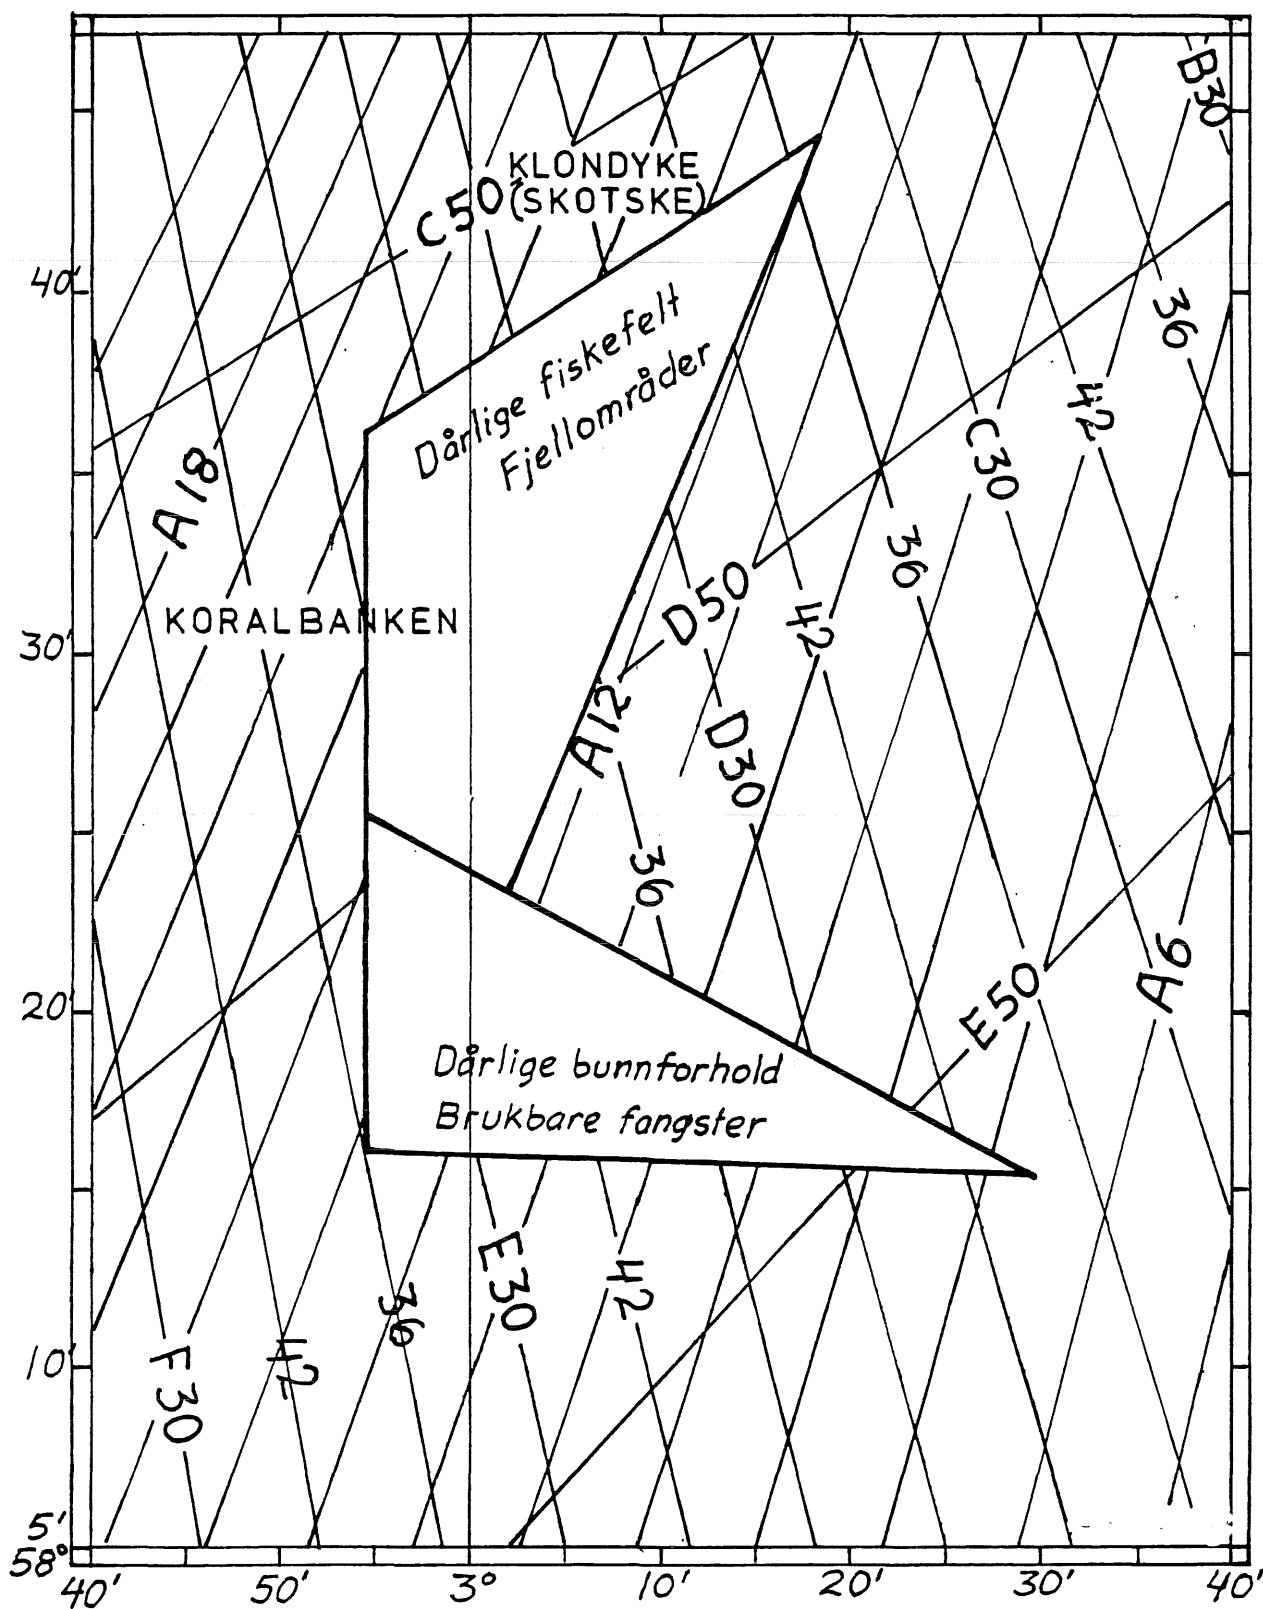 B30
KLONDYKE
(SKOTSKE)
C50
40'
36
Dårlige fiskefelt
Fjellområder
42
C30
A18
36
D50
KORALBANKEN
42
30'
A12
D30
36
A6
E50
20'
Dårlige bunnforhold
Brukbare fangster
E30
42
36
42
F30
10'
5'
58°
40'
50'
3°
10'
20'
30'
40'